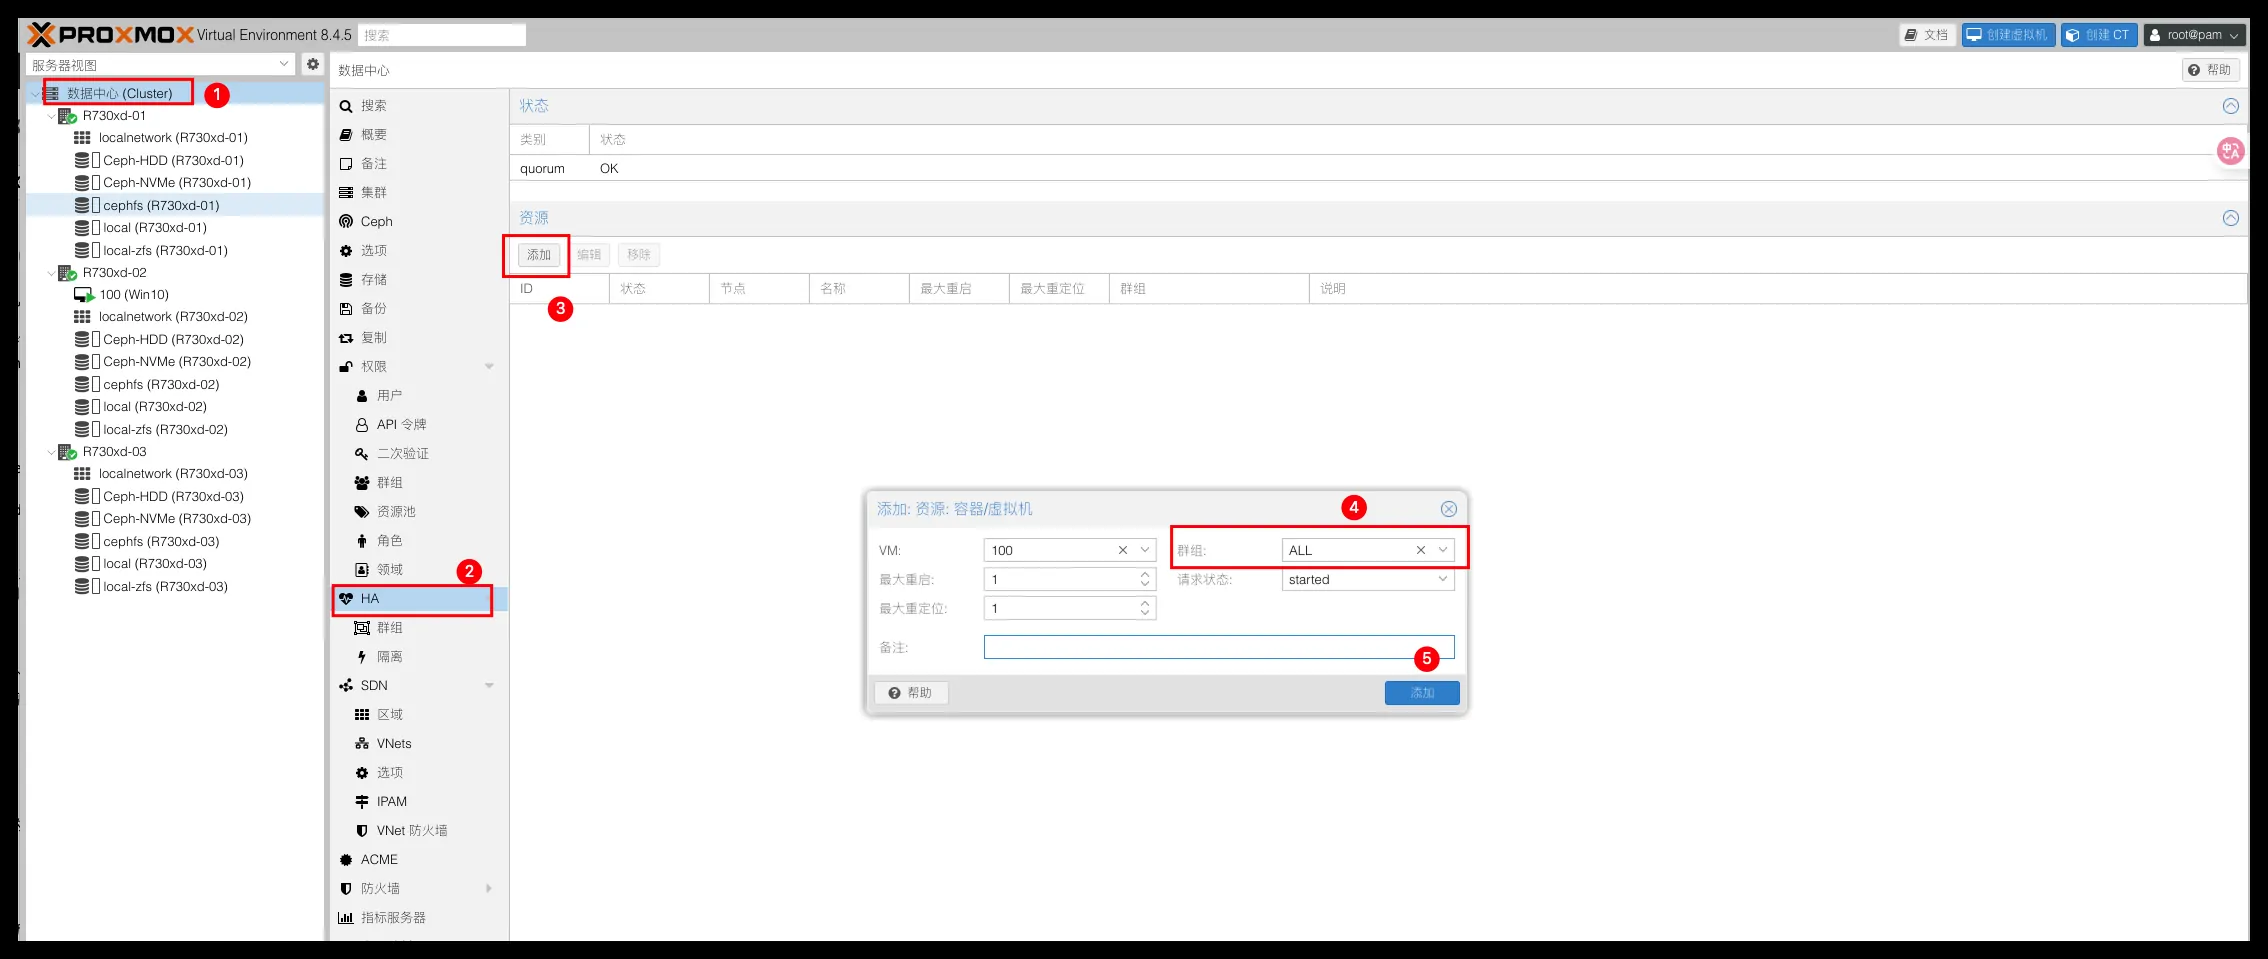 PROXMOX Virtual Environment 8.4.5 搜索
文档 创建虚拟机 创建 CT root@pam
服务器视图
数据中心
帮助
数据中心 (Cluster)
1
R730xd-01
localnetwork (R730xd-01)
Ceph-HDD (R730xd-01)
Ceph-NVMe (R730xd-01)
cephfs (R730xd-01)
local (R730xd-01)
local-zfs (R730xd-01)
R730xd-02
100 (Win10)
localnetwork (R730xd-02)
Ceph-HDD (R730xd-02)
Ceph-NVMe (R730xd-02)
cephfs (R730xd-02)
local (R730xd-02)
local-zfs (R730xd-02)
R730xd-03
localnetwork (R730xd-03)
Ceph-HDD (R730xd-03)
Ceph-NVMe (R730xd-03)
cephfs (R730xd-03)
local (R730xd-03)
local-zfs (R730xd-03)
搜索
概要
备注
集群
Ceph
选项
存储
备份
复制
权限
用户
API 令牌
二次验证
群组
资源池
角色
领域
2
HA
群组
隔离
SDN
区域
VNets
选项
IPAM
VNet 防火墙
ACME
防火墙
指标服务器
状态
类别 状态
quorum OK
中A
资源
添加 编辑 移除
ID 状态 节点 名称 最大重启 最大重定位 群组 说明
3
添加: 资源: 容器/虚拟机
4
VM: 100
群组: ALL
最大重启: 1
请求状态: started
最大重定位: 1
备注:
5
帮助
添加